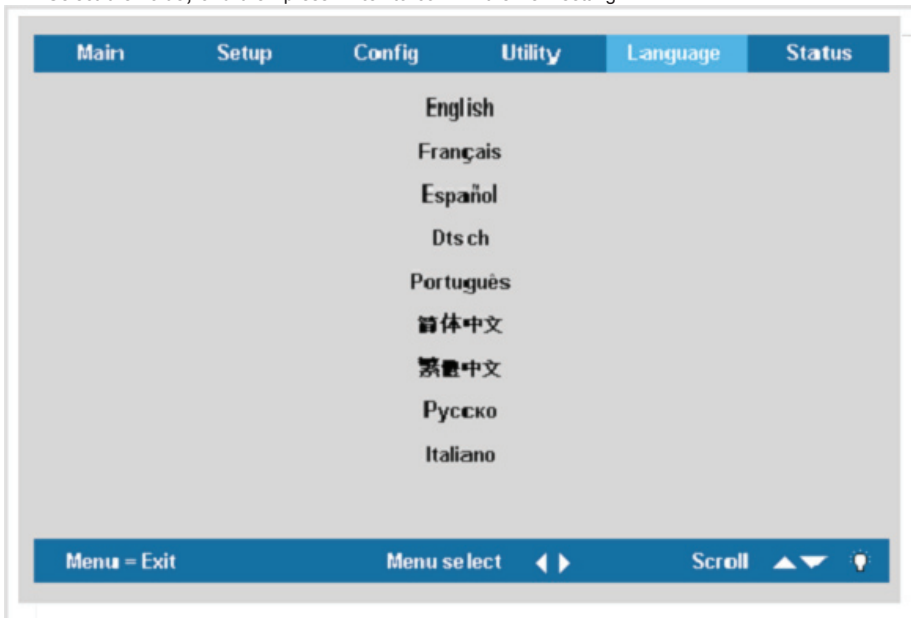 Main Setup Config Utility Language Status
English
Français
Español
Dtsch
Português
简体中文
繁體中文
Русско
Italiano
Menu = Exit Menu select Scroll